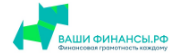 ВАШИ ФИНАНСЫ.РФ
Финансовая грамотность каждому